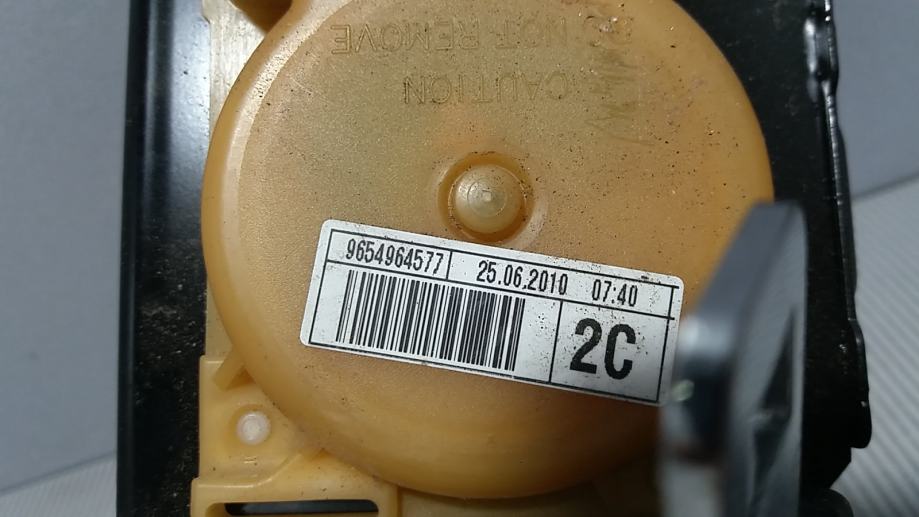 CAUTION
DO NOT REMOVE
9654964577 25.06.2010 07:40
2C